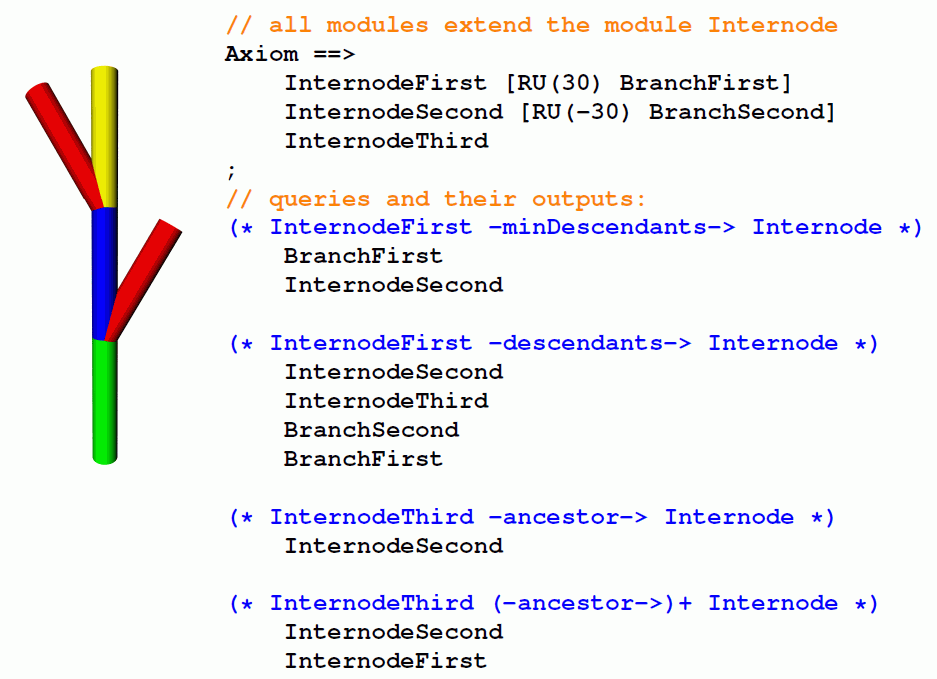 // all modules extend the module Internode
Axiom ==>
InternodeFirst [RU(30) BranchFirst]
InternodeSecond [RU(-30) BranchSecond]
InternodeThird
;
// queries and their outputs:
(* InternodeFirst -minDescendants-> Internode *)
BranchFirst
InternodeSecond
(* InternodeFirst -descendants-> Internode *)
InternodeSecond
InternodeThird
BranchSecond
BranchFirst
(* InternodeThird -ancestor-> Internode *)
InternodeSecond
(* InternodeThird (-ancestor->)+ Internode *)
InternodeSecond
InternodeFirst